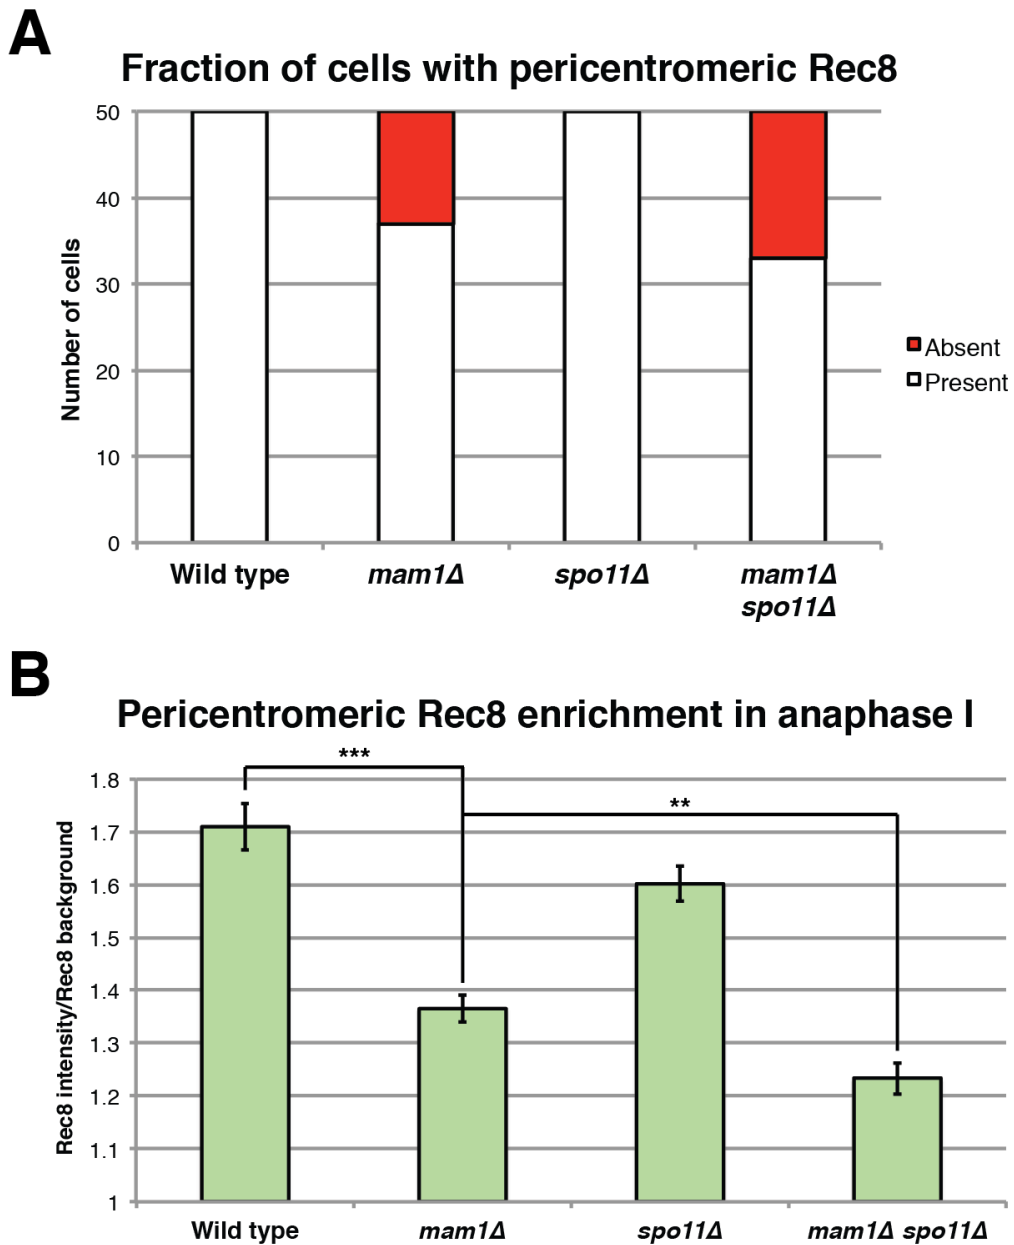 A
Fraction of cells with pericentromeric Rec8
50
40
30
20
10
0
Number of cells
Absent
Present
Wild type
mam1Δ
spo11Δ
mam1Δ
spo11Δ
B
Pericentromeric Rec8 enrichment in anaphase I
***
**
1.8
1.7
1.6
1.5
1.4
1.3
1.2
1.1
1
Rec8 intensity/Rec8 background
Wild type
mam1Δ
spo11Δ
mam1Δ spo11Δ